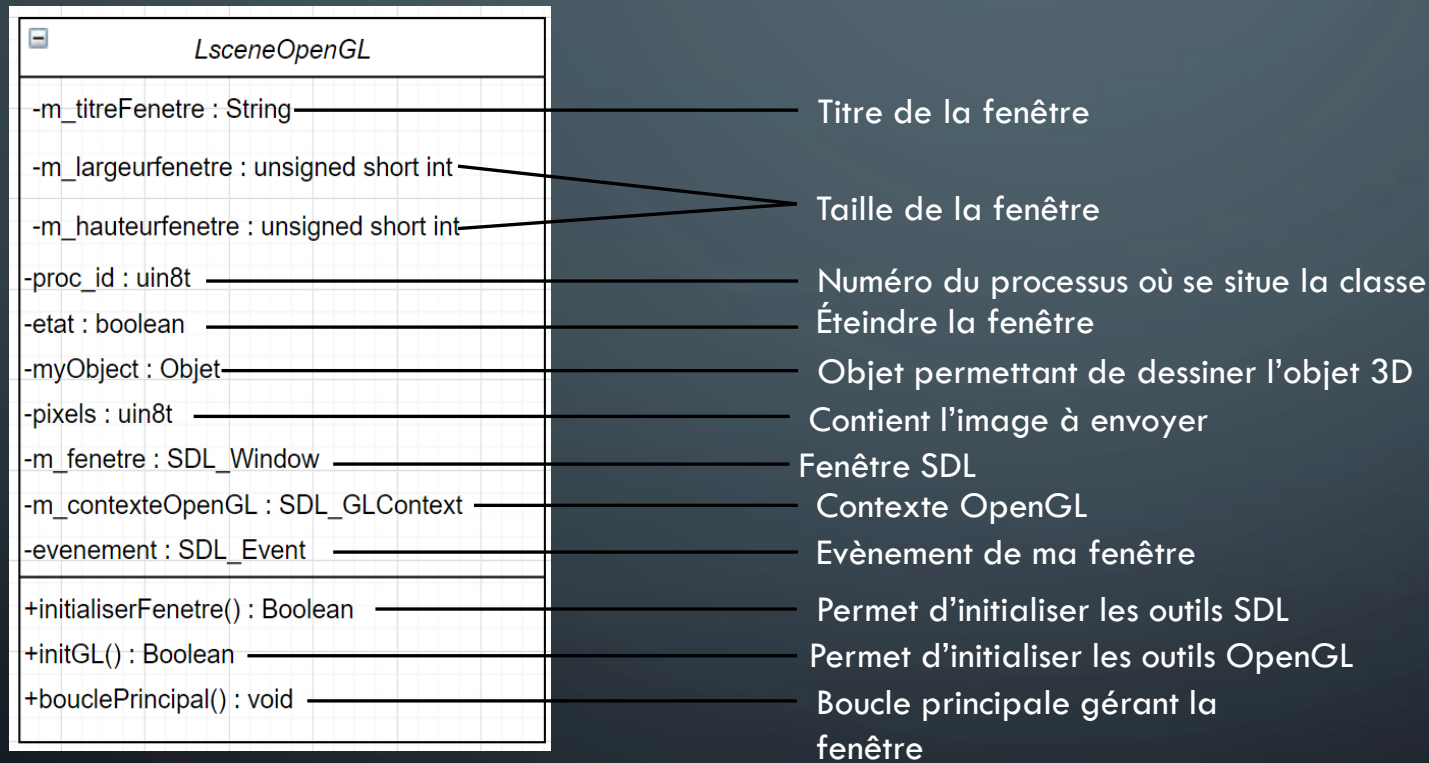 LsceneOpenGL
-m_titreFenetre : String
Titre de la fenêtre
-m_largeurfenetre : unsigned short int
-m_hauteurfenetre : unsigned short int
Taille de la fenêtre
-proc_id : uin8t
Numéro du processus où se situe la classe
-etat : boolean
Éteindre la fenêtre
-myObject : Objet
Objet permettant de dessiner l’objet 3D
-pixels : uin8t
Contient l’image à envoyer
-m_fenetre : SDL_Window
Fenêtre SDL
-m_contexteOpenGL : SDL_GLContext
Contexte OpenGL
-evenement : SDL_Event
Evènement de ma fenêtre
+initialiserFenetre() : Boolean
Permet d’initialiser les outils SDL
+initGL() : Boolean
Permet d’initialiser les outils OpenGL
+bouclePrincipal() : void
Boucle principale gérant la
fenêtre